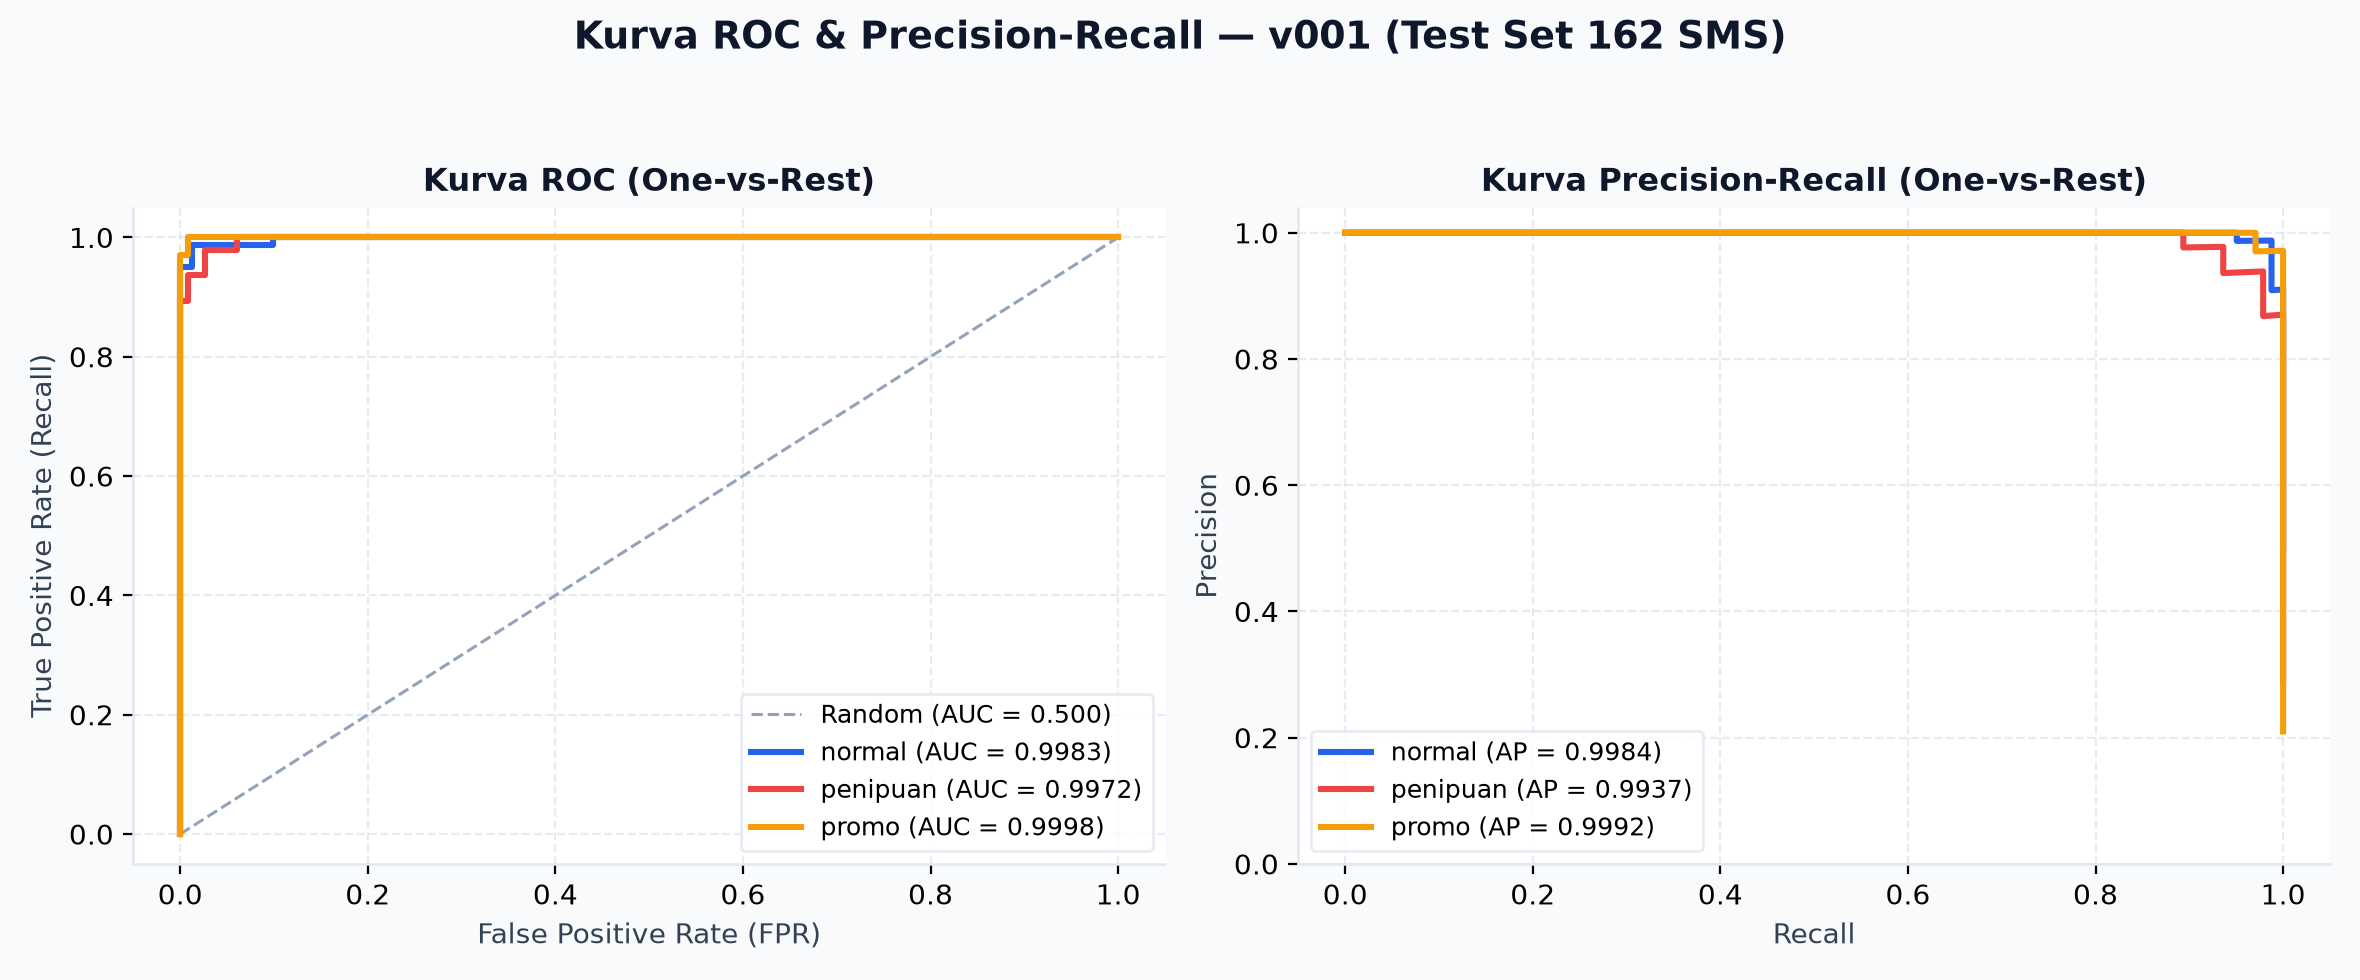 Kurva ROC & Precision-Recall — v001 (Test Set 162 SMS)
Kurva ROC (One-vs-Rest)
True Positive Rate (Recall)
1.0
0.8
0.6
0.4
0.2
0.0
Random (AUC = 0.500)
normal (AUC = 0.9983)
penipuan (AUC = 0.9972)
promo (AUC = 0.9998)
0.0 0.2 0.4 0.6 0.8 1.0
False Positive Rate (FPR)
Kurva Precision-Recall (One-vs-Rest)
Precision
1.0
0.8
0.6
0.4
0.2
0.0
normal (AP = 0.9984)
penipuan (AP = 0.9937)
promo (AP = 0.9992)
0.0 0.2 0.4 0.6 0.8 1.0
Recall